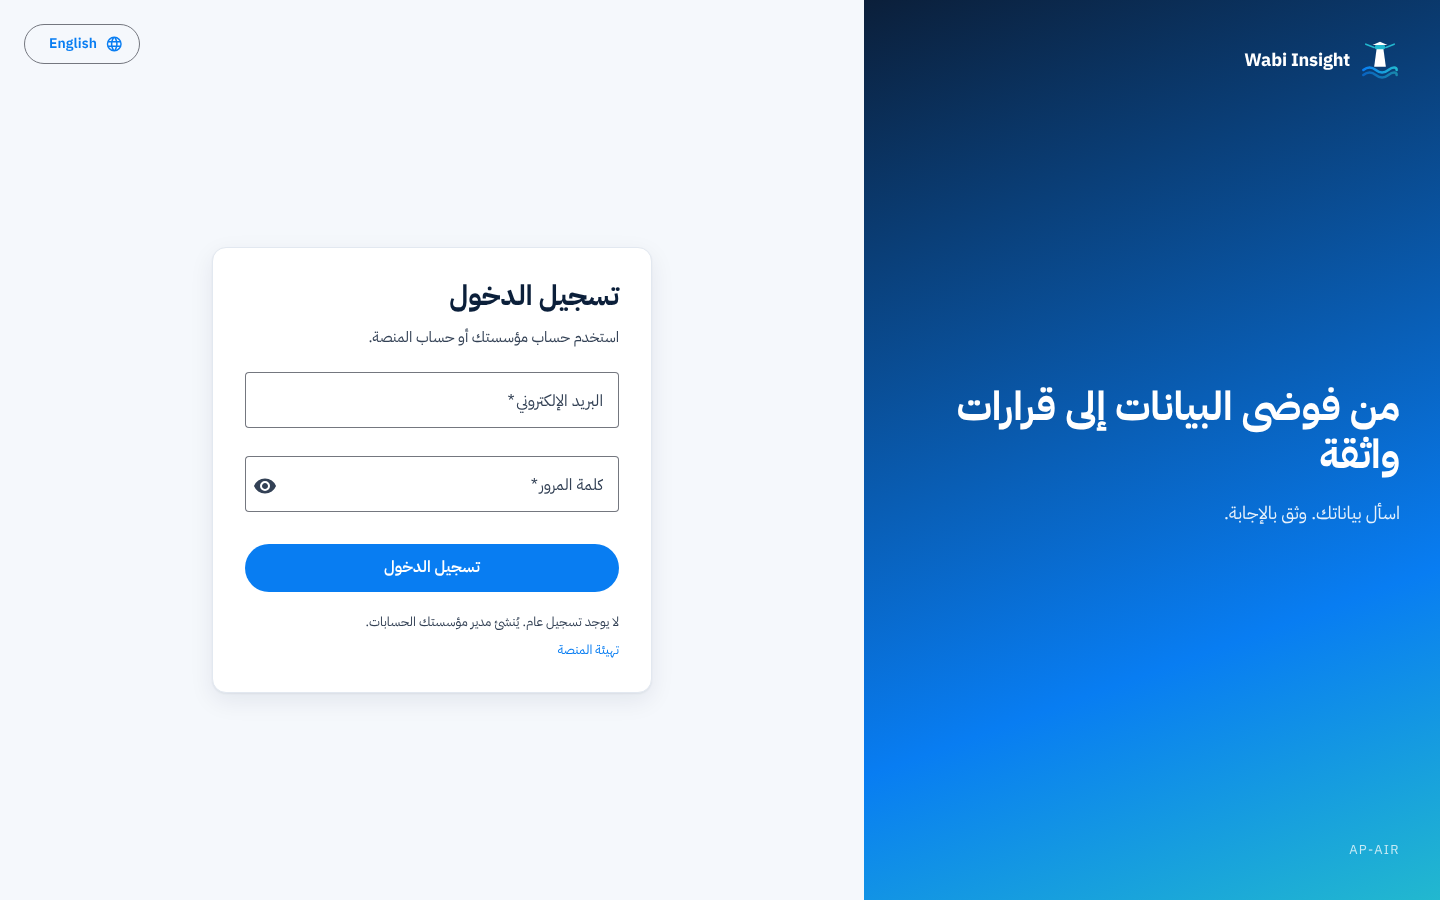 Wabi Insight
من فوضى البيانات إلى قرارات
واثقة
اسأل بياناتك. وثق بالإجابة.
AP-AIR
English
تسجيل الدخول
استخدم حساب مؤسستك أو حساب المنصة.
البريد الإلكتروني*
كلمة المرور*
تسجيل الدخول
لا يوجد تسجيل عام. يُنشئ مدير مؤسستك الحسابات.
تهيئة المنصة